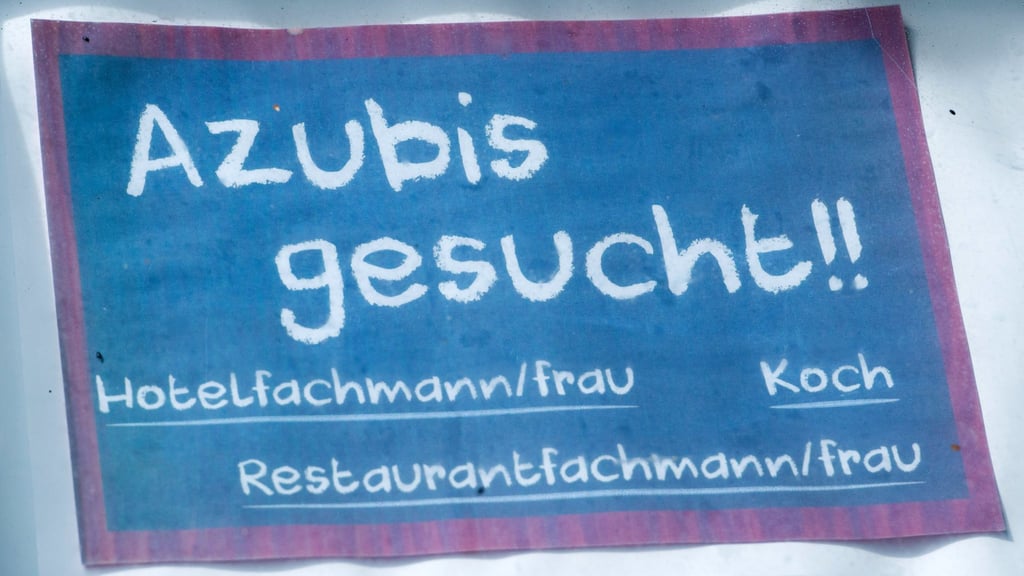 Azubis
gesucht!!
Hotelfachmann/frau Koch
Restaurantfachmann/frau